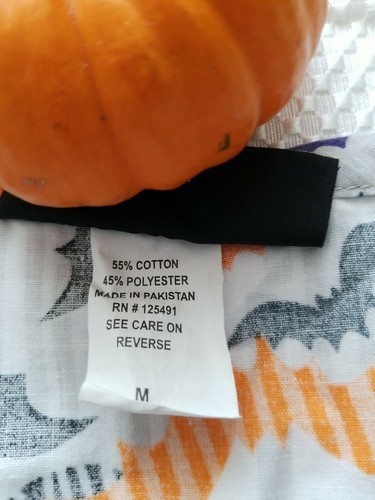 55% COTTON
45% POLYESTER
MADE IN PAKISTAN
RN # 125491
SEE CARE ON
REVERSE
M